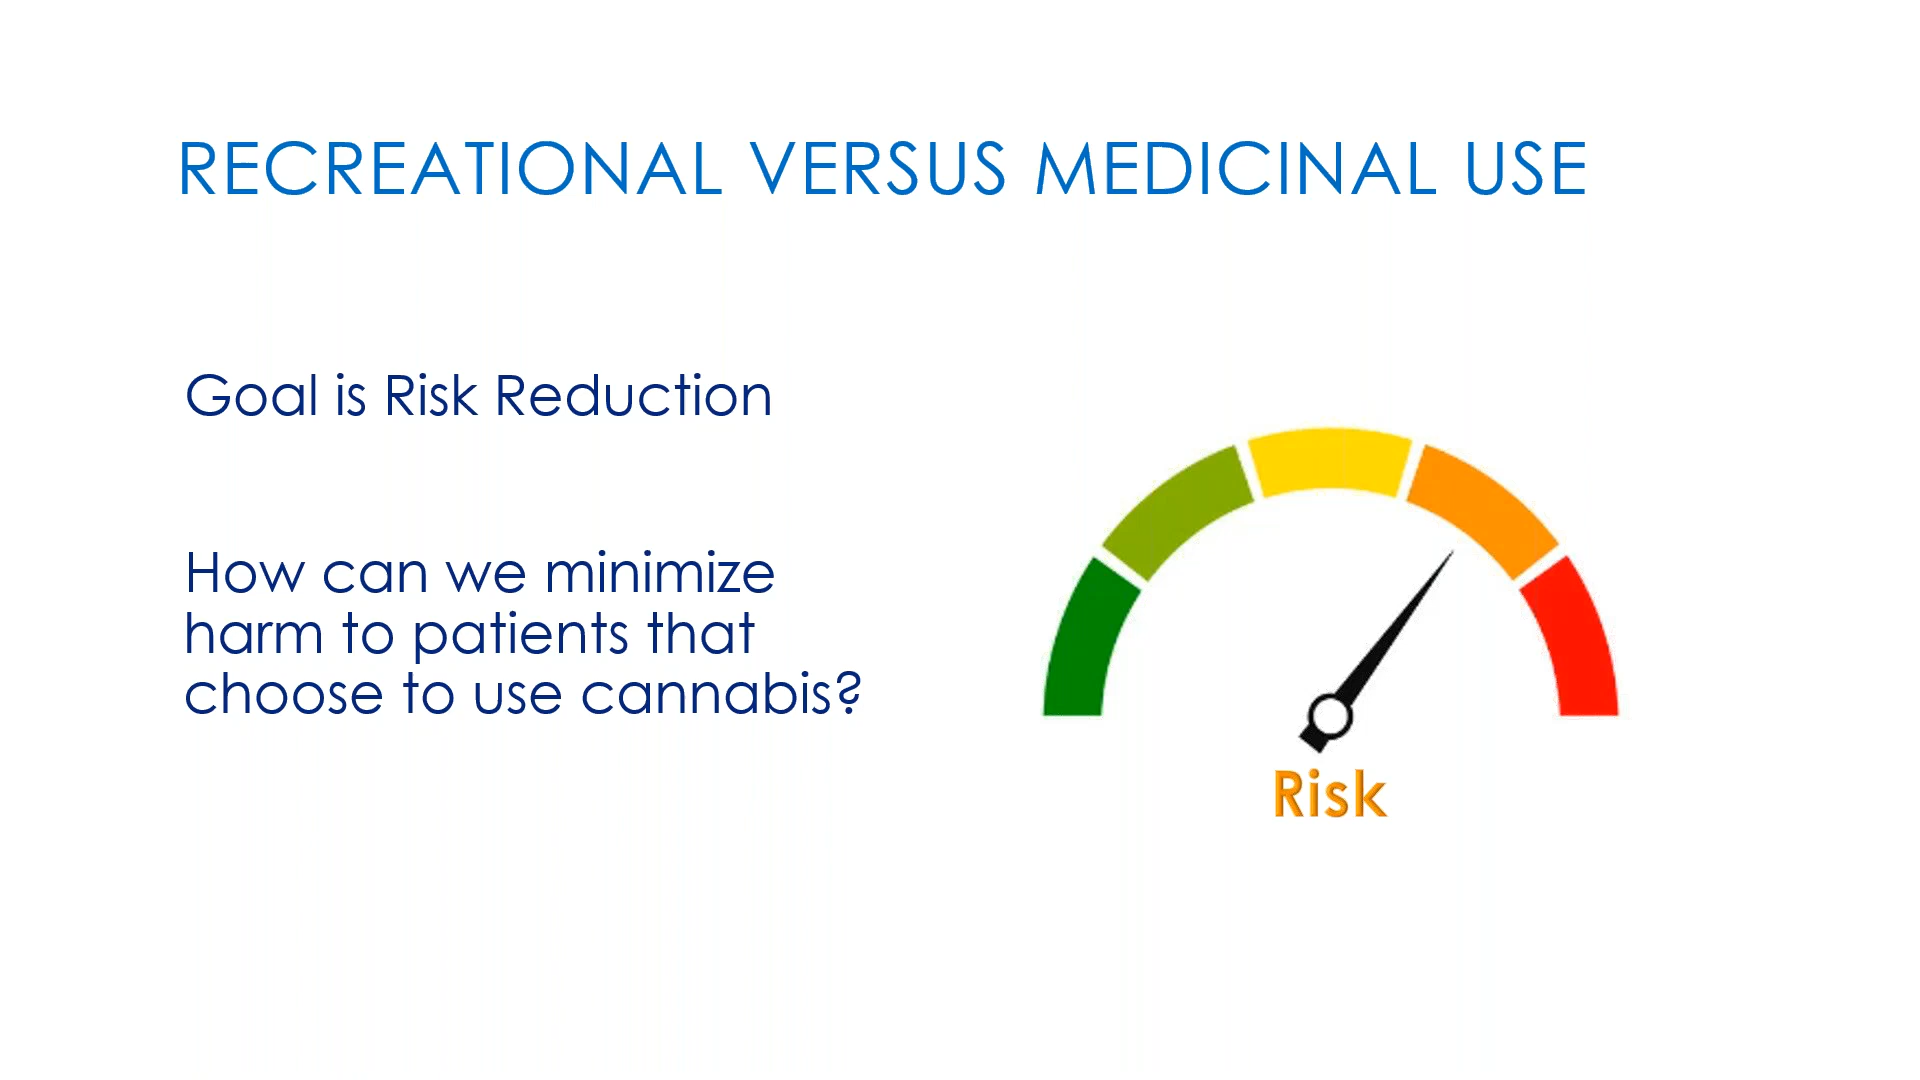 RECREATIONAL VERSUS MEDICINAL USE
Goal is Risk Reduction
How can we minimize
harm to patients that
choose to use cannabis?
Risk